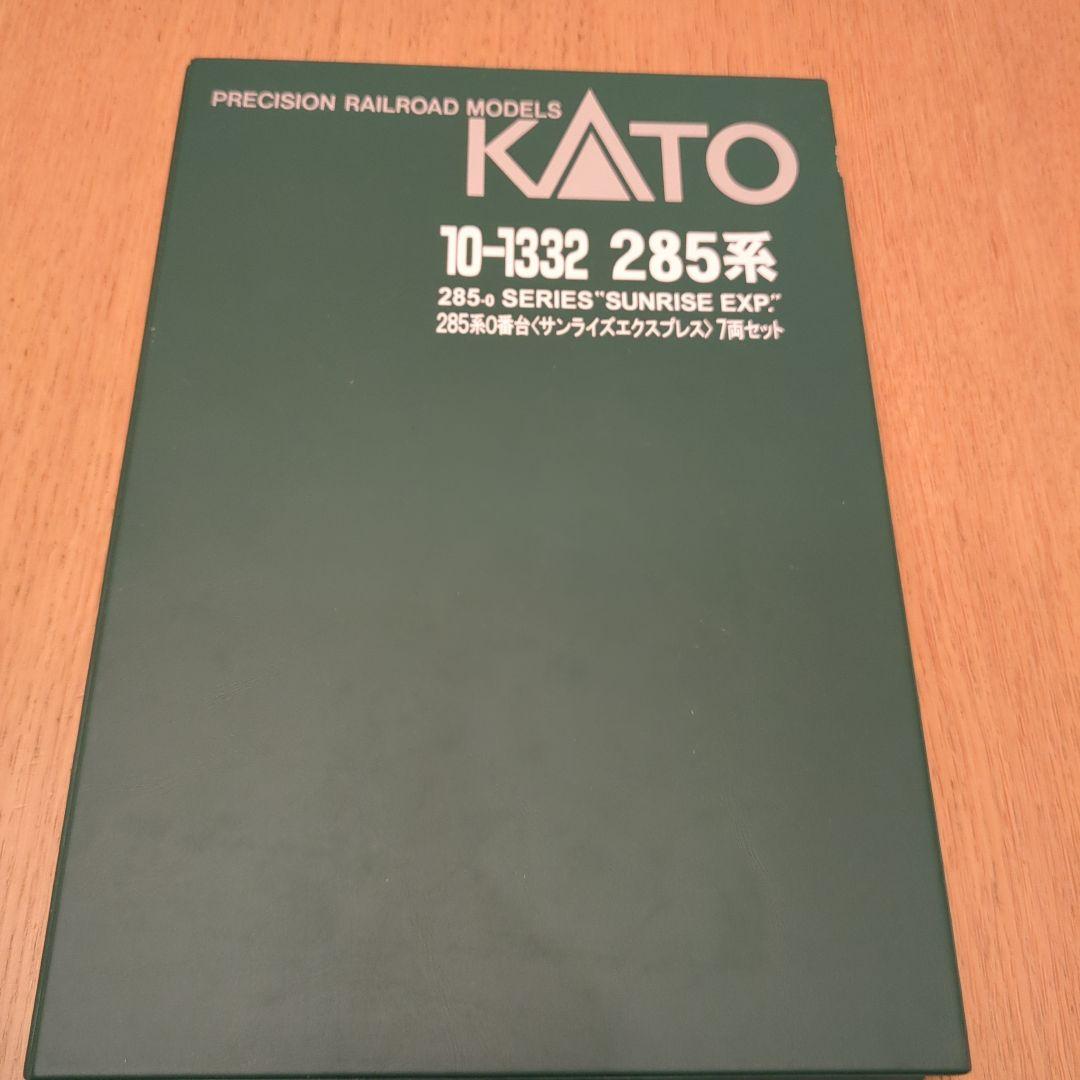 PRECISION RAILROAD MODELS
KATO
10-1332 285系
285-0 SERIES "SUNRISE EXP."
285系0番台〈サンライズエクスプレス〉7両セット